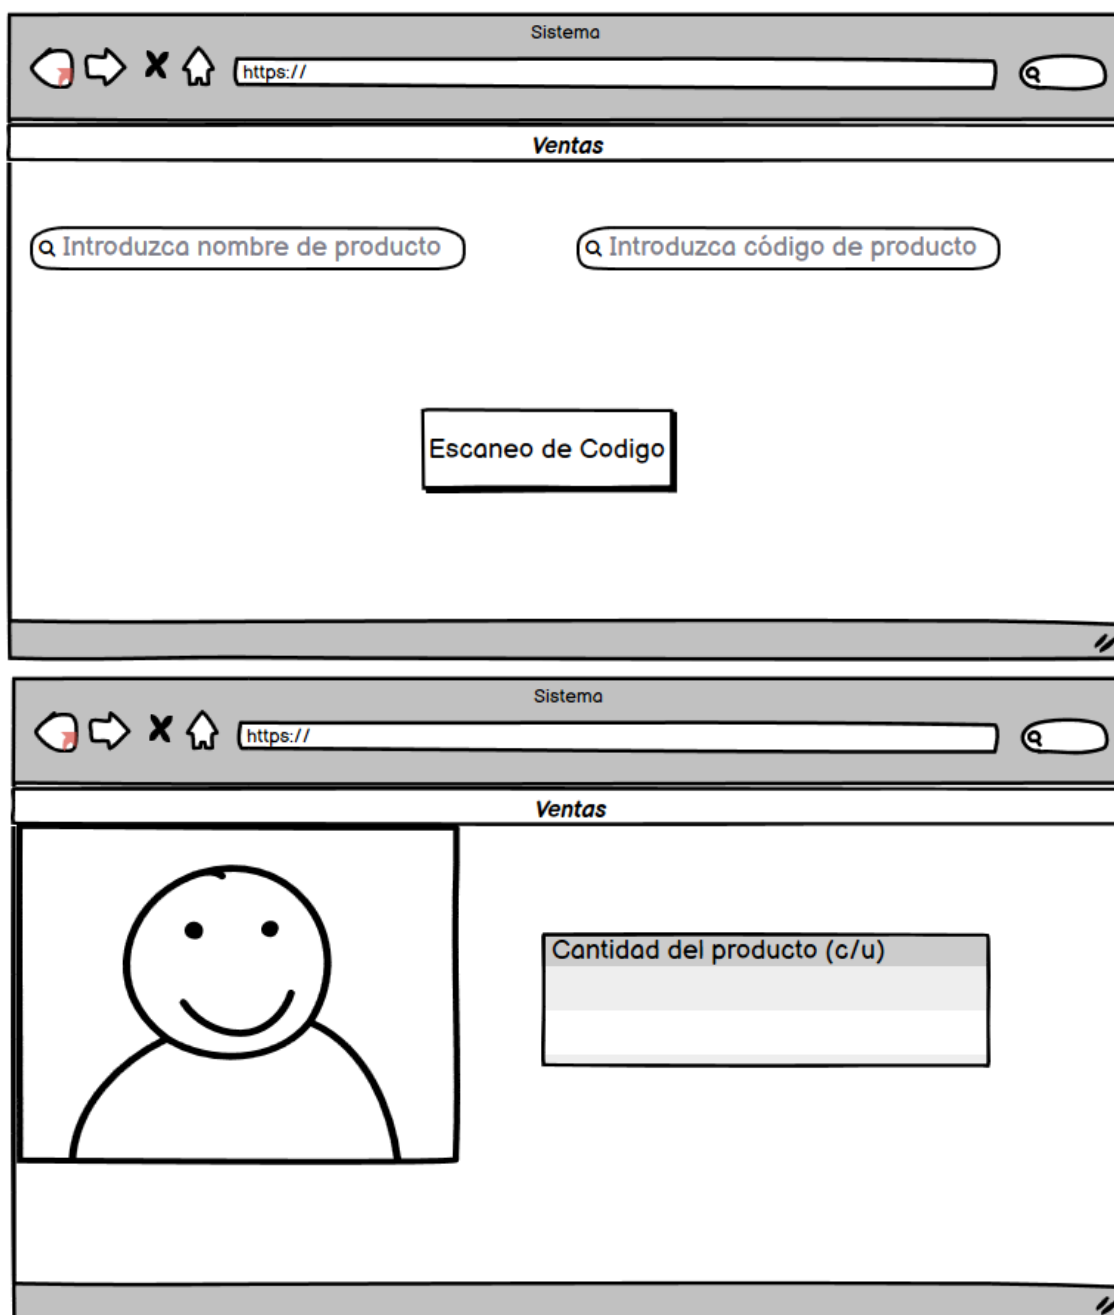 Sistema
https://
Ventas
Introduzca nombre de producto
Introduzca código de producto
Escaneo de Codigo
Sistema
https://
Ventas
Cantidad del producto (c/u)